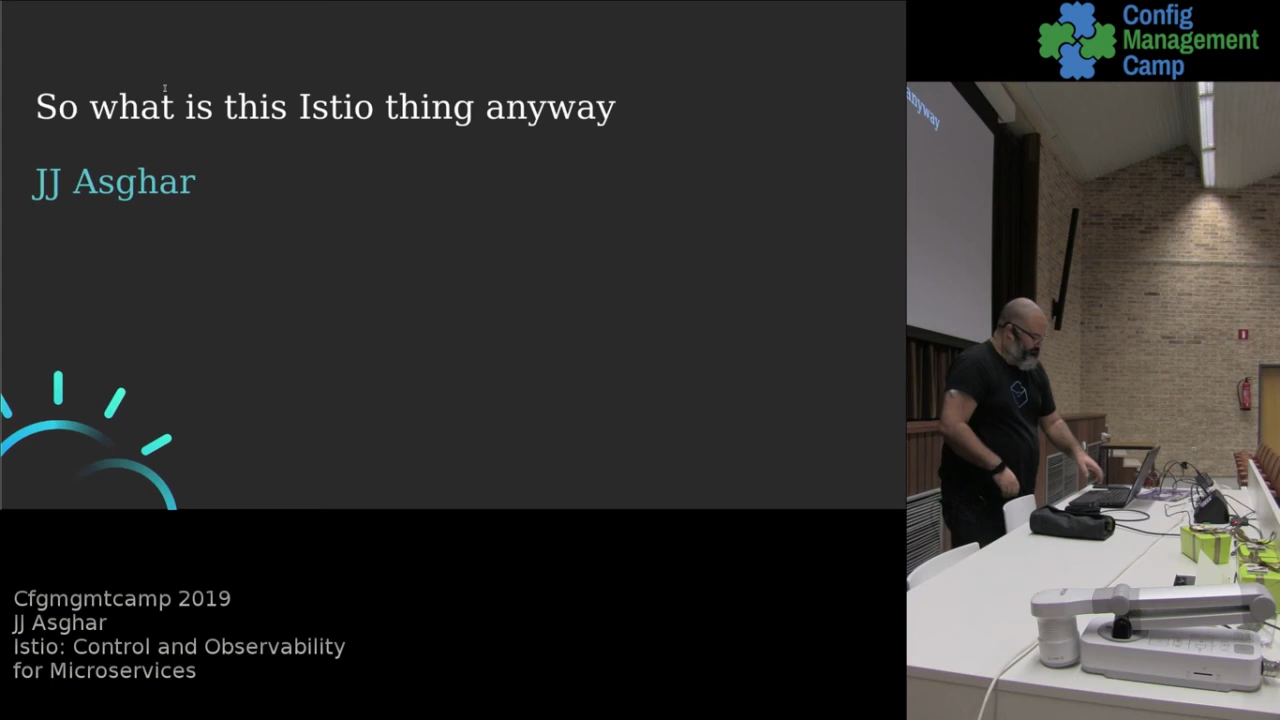 So what is this Istio thing anyway
JJ Asghar
Config
Management
Camp
anyway
Cfgmgmtcamp 2019
JJ Asghar
Istio: Control and Observability
for Microservices